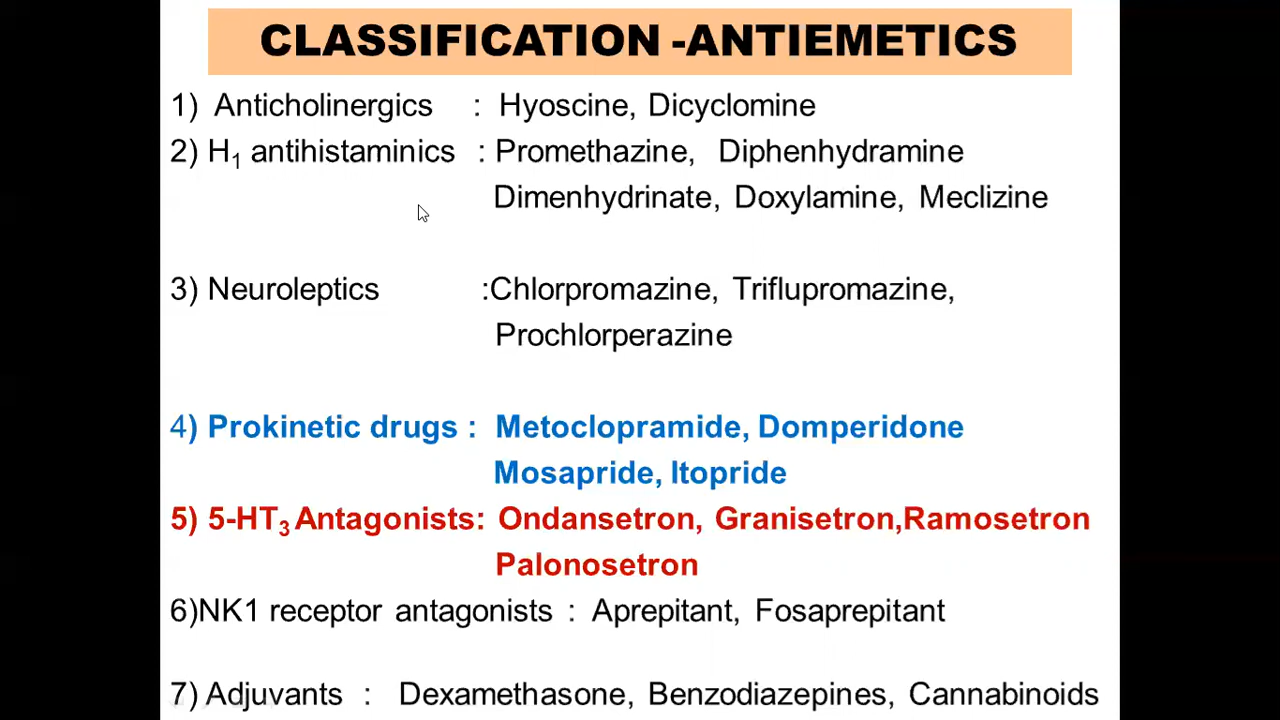 CLASSIFICATION -ANTIEMETICS
1) Anticholinergics : Hyoscine, Dicyclomine
2) H₁ antihistaminics : Promethazine, Diphenhydramine
Dimenhydrinate, Doxylamine, Meclizine
3) Neuroleptics :Chlorpromazine, Triflupromazine,
Prochlorperazine
4) Prokinetic drugs : Metoclopramide, Domperidone
Mosapride, Itopride
5) 5-HT₃ Antagonists: Ondansetron, Granisetron,Ramosetron
Palonosetron
6)NK1 receptor antagonists : Aprepitant, Fosaprepitant
7) Adjuvants : Dexamethasone, Benzodiazepines, Cannabinoids